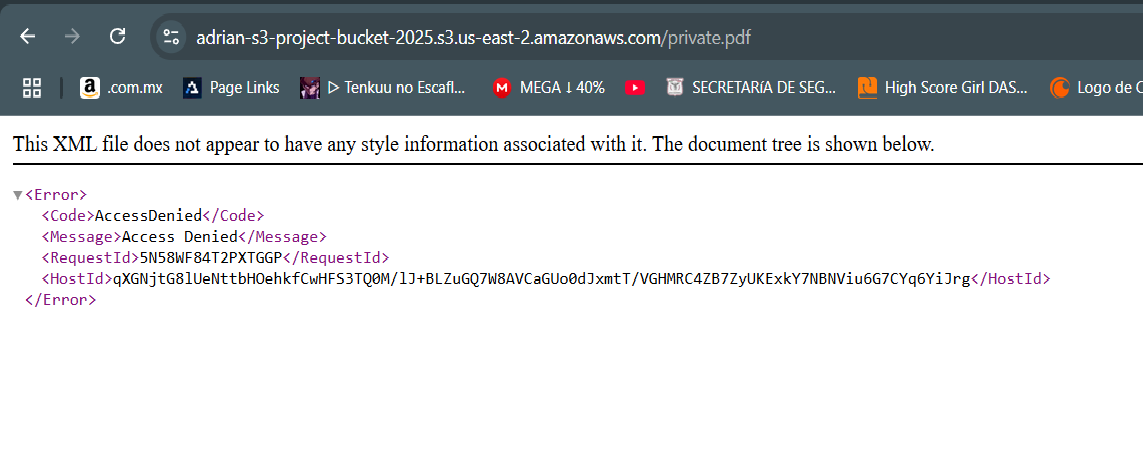 adrian-s3-project-bucket-2025.s3.us-east-2.amazonaws.com/private.pdf
.com.mx Page Links ▷ Tenkuu no Escafl... MEGA ↓ 40% SECRETARíA DE SEG... High Score Girl DAS... Logo de C
This XML file does not appear to have any style information associated with it. The document tree is shown below.
▼<Error>
<Code>AccessDenied</Code>
<Message>Access Denied</Message>
<RequestId>5N58WF84T2PXTGGP</RequestId>
<HostId>qXGNjtG8lUeNttbHOehkfCwHFS3TQ0M/lJ+BLZuGQ7W8AVCaGUo0dJxmtT/VGHMRC4ZB7ZyUKExkY7NBNViu6G7CYq6YiJrg</HostId>
</Error>